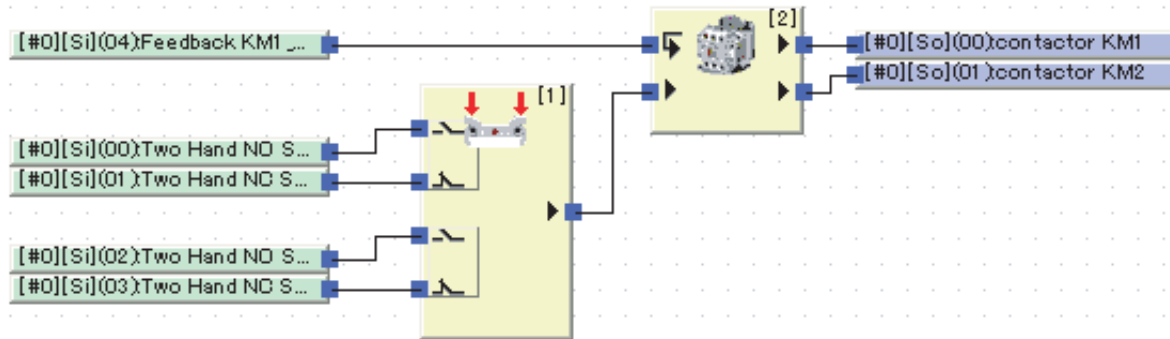 [#0][Si](04):Feedback KM1 _...
[2]
[#0][So](00):contactor KM1
[#0][So](01):contactor KM2
[1]
[#0][Si](00):Two Hand NO S...
[#0][Si](01):Two Hand NC S...
[#0][Si](02):Two Hand NO S...
[#0][Si](03):Two Hand NC S...